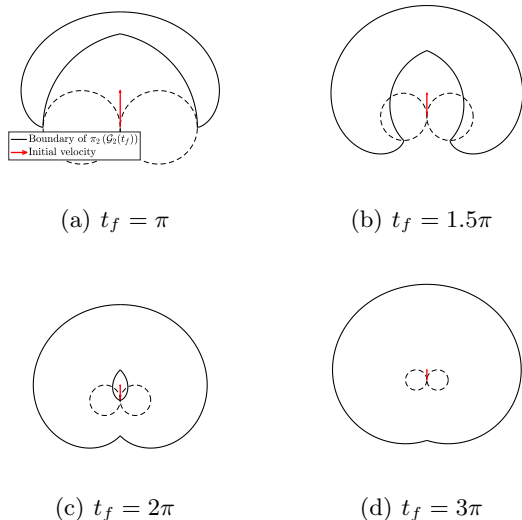 Boundary of π₂(𝒢₂(t_f))
Initial velocity
(a) t_f = π
(b) t_f = 1.5π
(c) t_f = 2π
(d) t_f = 3π